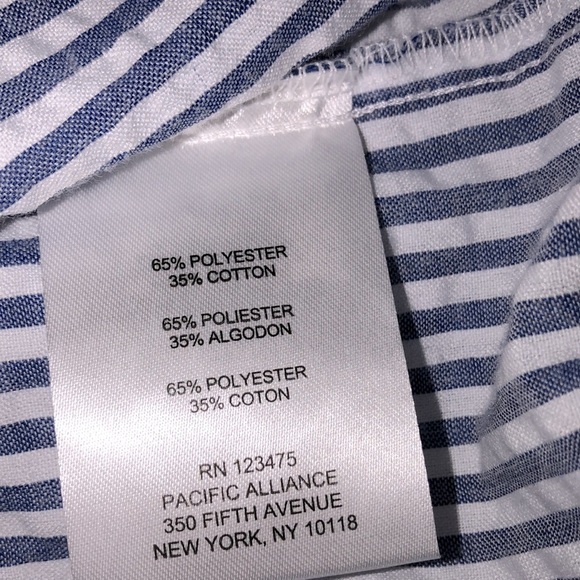 65% POLYESTER
35% COTTON
65% POLIESTER
35% ALGODON
65% POLYESTER
35% COTON
RN 123475
PACIFIC ALLIANCE
350 FIFTH AVENUE
NEW YORK, NY 10118